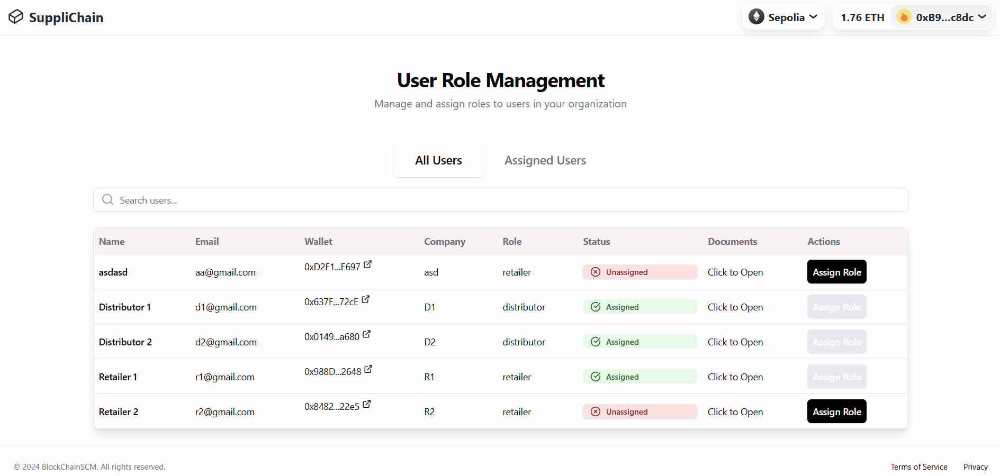 SuppliChain
Sepolia
1.76 ETH
0xB9...c8dc
User Role Management
Manage and assign roles to users in your organization
All Users
Assigned Users
Search users...
Name Email Wallet Company Role Status Documents Actions
asdasd aa@gmail.com 0xD2F1...E697 asd retailer Unassigned Click to Open Assign Role
Distributor 1 d1@gmail.com 0x637F...72cE D1 distributor Assigned Click to Open Assign Role
Distributor 2 d2@gmail.com 0x0149...a680 D2 distributor Assigned Click to Open Assign Role
Retailer 1 r1@gmail.com 0x988D...2648 R1 retailer Assigned Click to Open Assign Role
Retailer 2 r2@gmail.com 0x8482...22e5 R2 retailer Unassigned Click to Open Assign Role
© 2024 BlockChainSCM. All rights reserved.
Terms of Service
Privacy